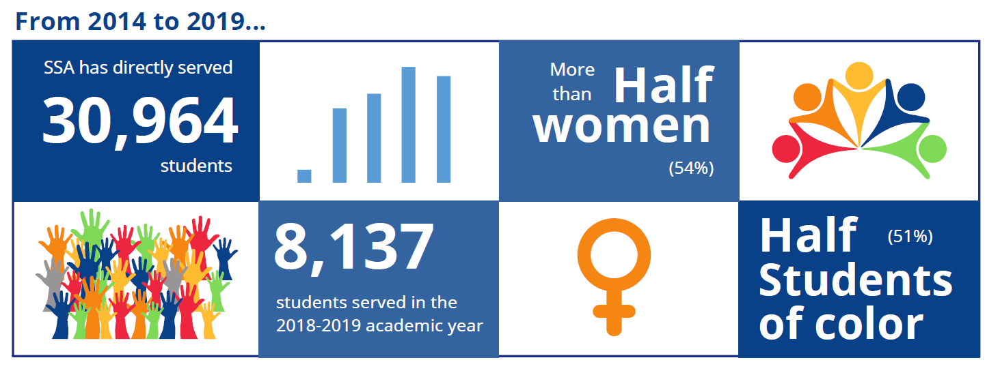 From 2014 to 2019...
SSA has directly served
30,964
students
More
than
Half
women
(54%)
8,137
students served in the
2018-2019 academic year
Half (51%)
Students
of color